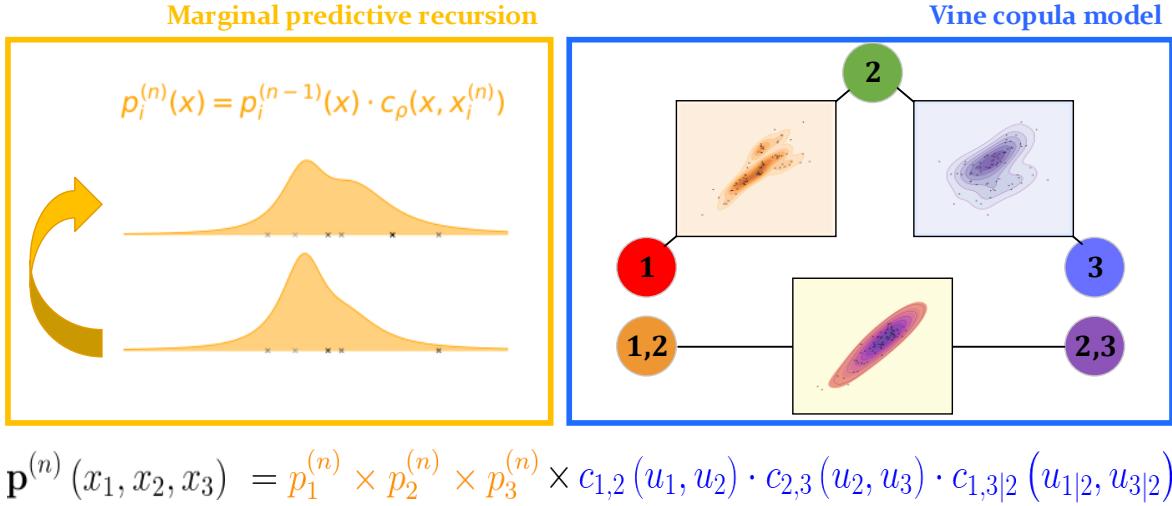 Marginal predictive recursion
Vine copula model
p_i^{(n)}(x) = p_i^{(n−1)}(x) · c_ρ(x, x_i^{(n)})
2
1
3
1,2
2,3
p^{(n)} (x_1, x_2, x_3) = p_1^{(n)} × p_2^{(n)} × p_3^{(n)} × c_{1,2} (u_1, u_2) · c_{2,3} (u_2, u_3) · c_{1,3|2} (u_{1|2}, u_{3|2})